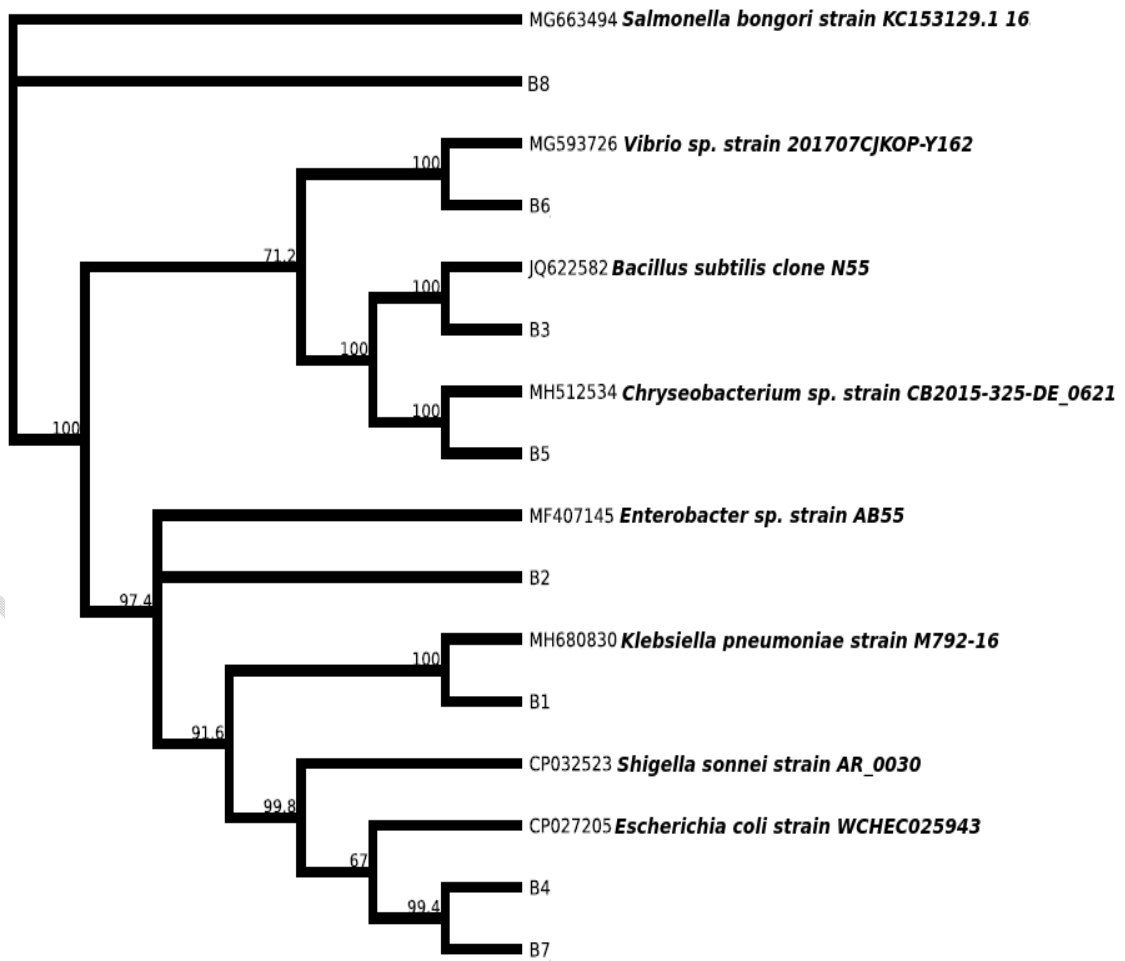 MG663494 Salmonella bongori strain KC153129.1 16
B8
MG593726 Vibrio sp. strain 201707CJKOP-Y162
100
B6
71.2
JQ622582 Bacillus subtilis clone N55
100
B3
100
MH512534 Chryseobacterium sp. strain CB2015-325-DE_0621
100
100
B5
MF407145 Enterobacter sp. strain AB55
B2
97.4
MH680830 Klebsiella pneumoniae strain M792-16
100
B1
91.6
CP032523 Shigella sonnei strain AR_0030
99.8
CP027205 Escherichia coli strain WCHEC025943
67
B4
99.4
B7